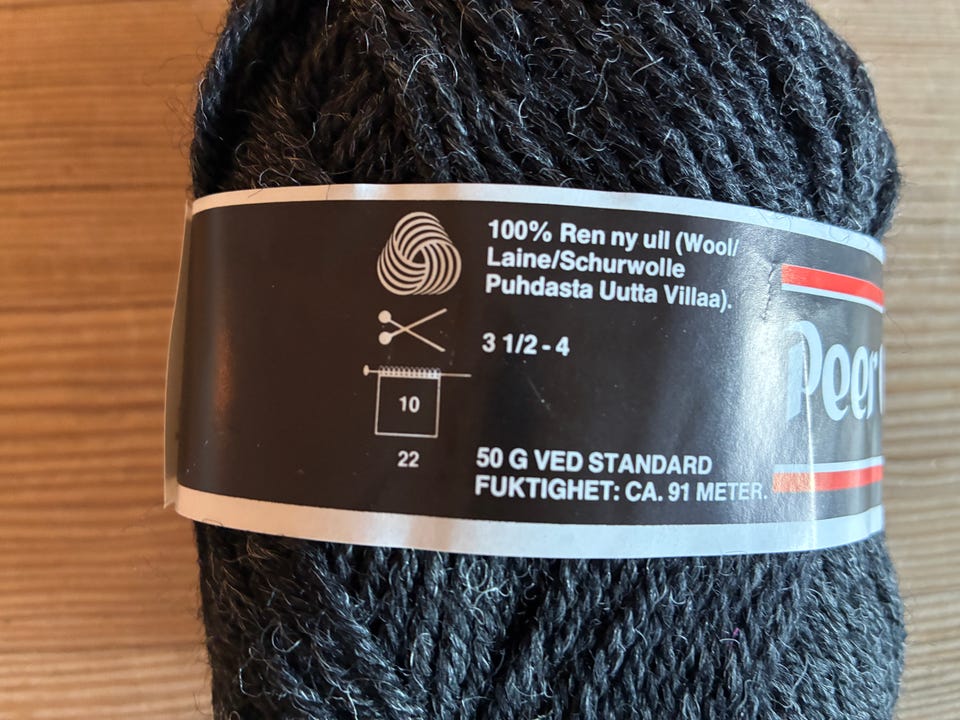 100% Ren ny ull (Wool/
Laine/Schurwolle
Puhdasta Uutta Villaa).
3 1/2 - 4
10
22
50 G VED STANDARD
FUKTIGHET: CA. 91 METER.
Peer